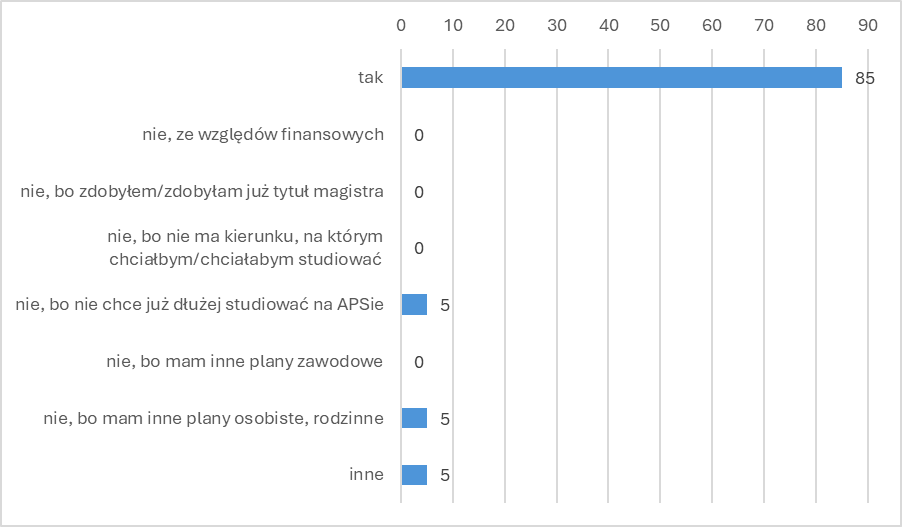 0 10 20 30 40 50 60 70 80 90
tak 85
nie, ze względów finansowych 0
nie, bo zdobyłem/zdobyłam już tytuł magistra 0
nie, bo nie ma kierunku, na którym
chciałbym/chciałabym studiować 0
nie, bo nie chce już dłużej studiować na APSie 5
nie, bo mam inne plany zawodowe 0
nie, bo mam inne plany osobiste, rodzinne 5
inne 5